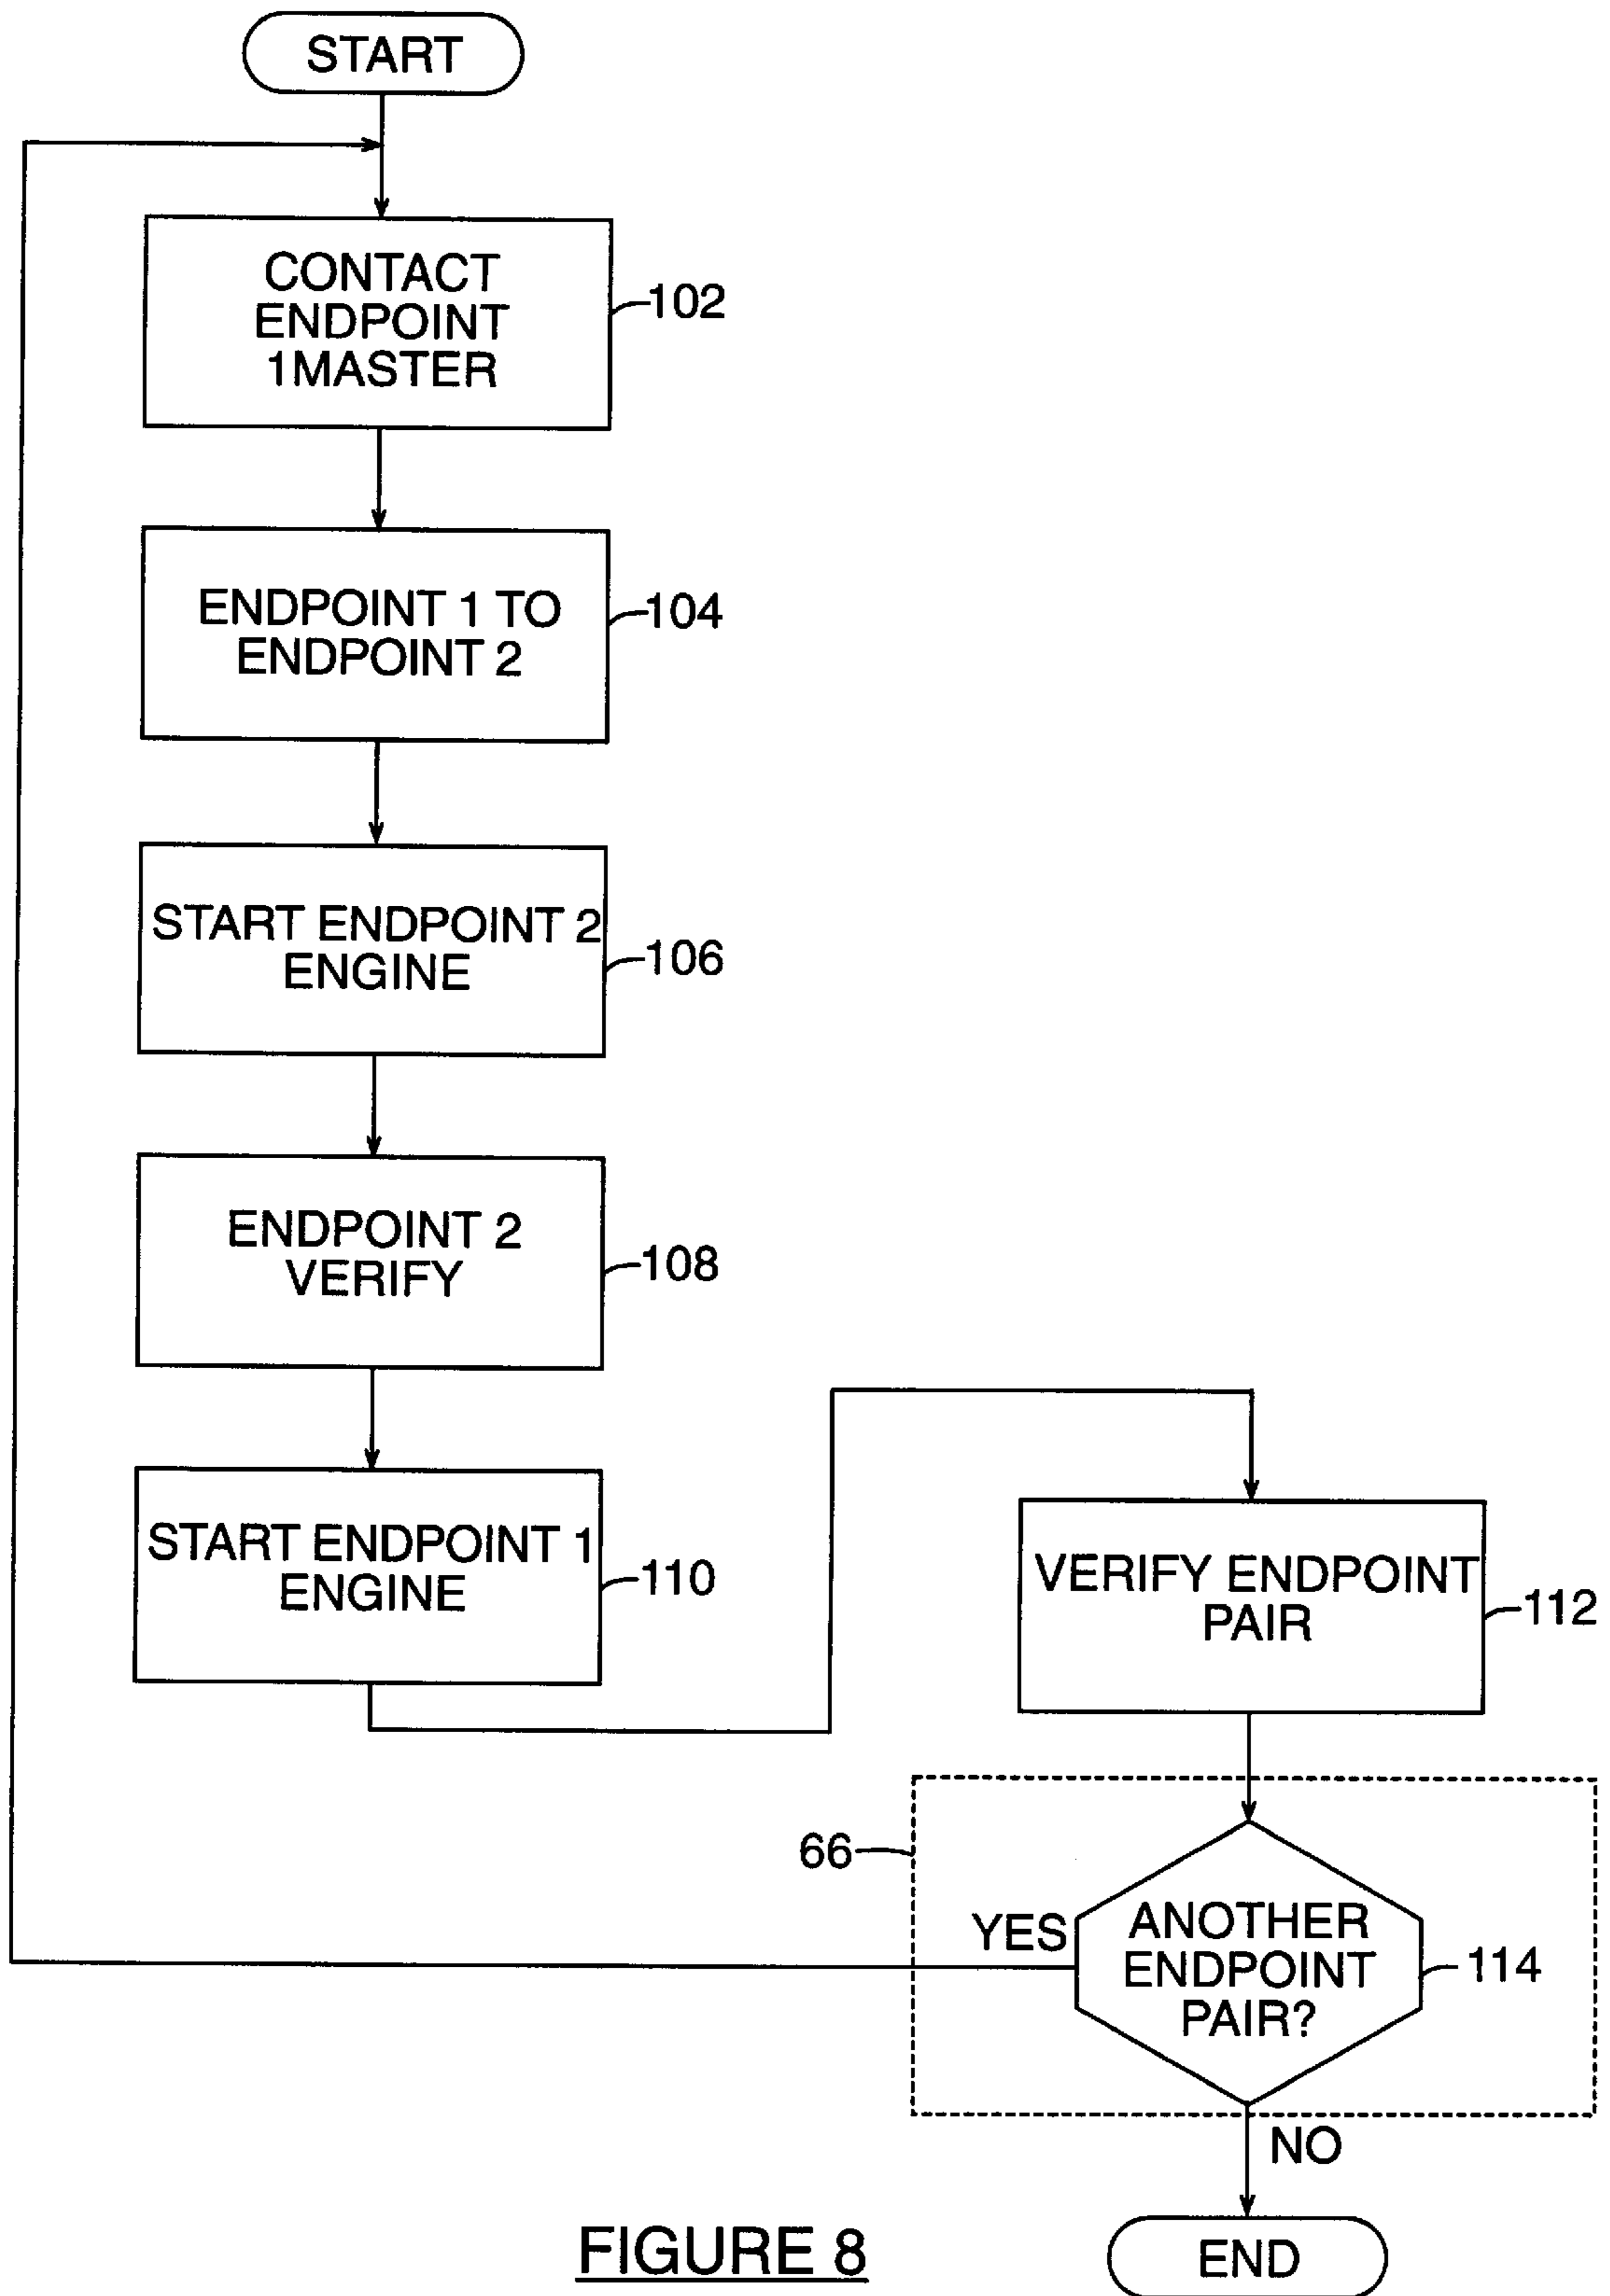 START
CONTACT
ENDPOINT
1MASTER
102
ENDPOINT 1 TO
ENDPOINT 2
104
START ENDPOINT 2
ENGINE
106
ENDPOINT 2
VERIFY
108
START ENDPOINT 1
ENGINE
110
VERIFY ENDPOINT
PAIR
112
66
YES
ANOTHER
ENDPOINT
PAIR?
114
NO
END
FIGURE 8